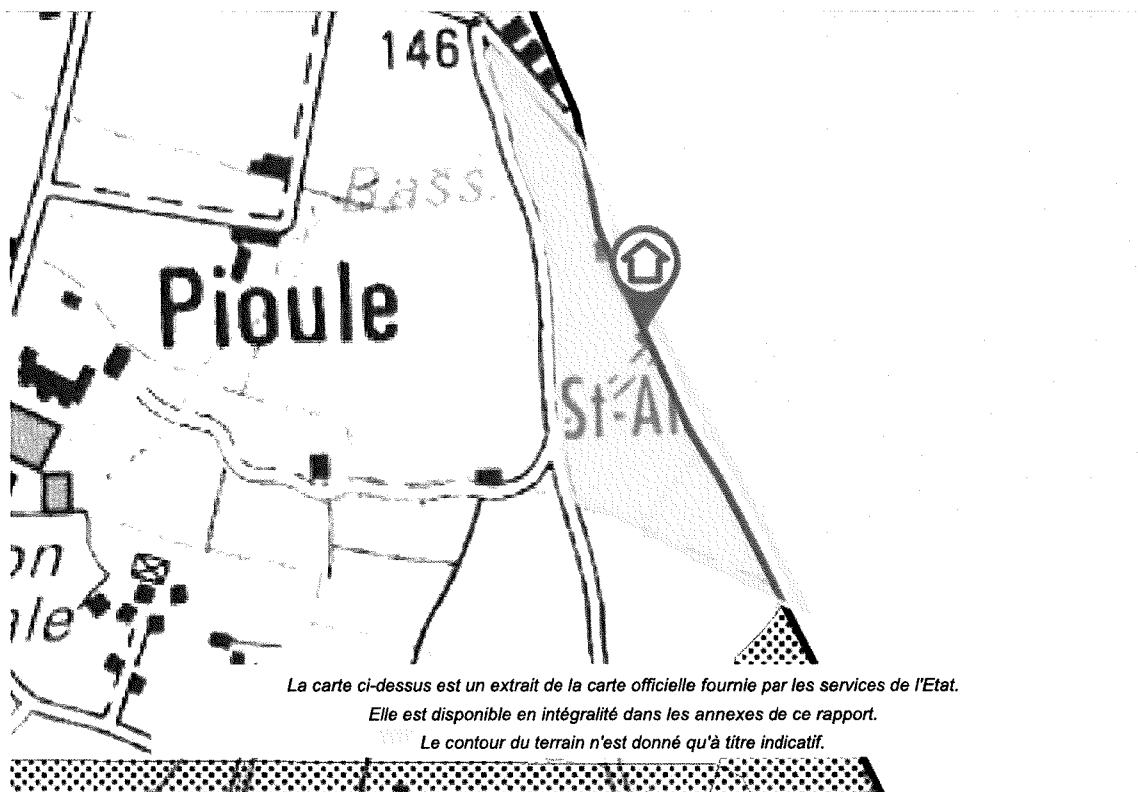 146
Bass.
Pioule
St-A
on
ale
La carte ci-dessus est un extrait de la carte officielle fournie par les services de l'Etat.
Elle est disponible en intégralité dans les annexes de ce rapport.
Le contour du terrain n'est donné qu'à titre indicatif.